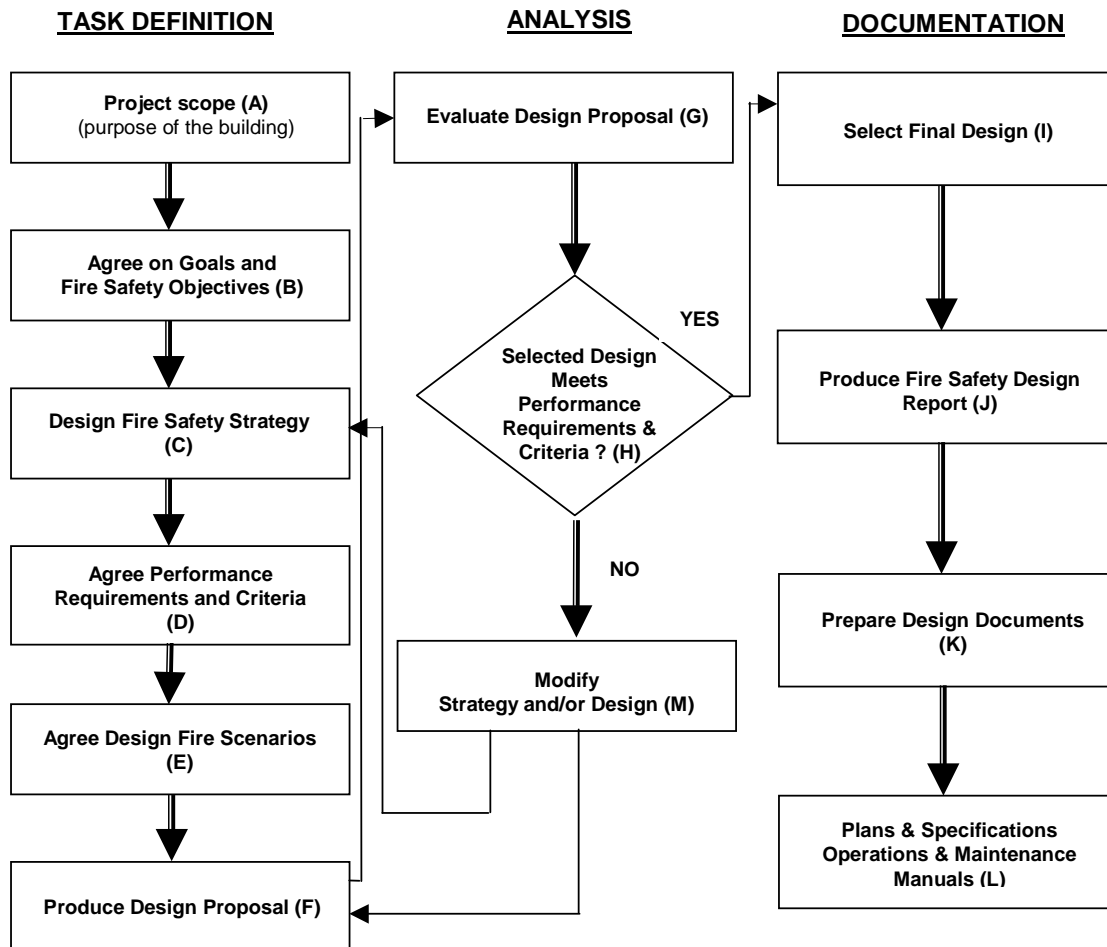 TASK DEFINITION
Project scope (A)
(purpose of the building)
Agree on Goals and
Fire Safety Objectives (B)
Design Fire Safety Strategy
(C)
Agree Performance
Requirements and Criteria
(D)
Agree Design Fire Scenarios
(E)
Produce Design Proposal (F)
ANALYSIS
Evaluate Design Proposal (G)
YES
Selected Design
Meets
Performance
Requirements &
Criteria ? (H)
NO
Modify
Strategy and/or Design (M)
DOCUMENTATION
Select Final Design (I)
Produce Fire Safety Design
Report (J)
Prepare Design Documents
(K)
Plans & Specifications
Operations & Maintenance
Manuals (L)